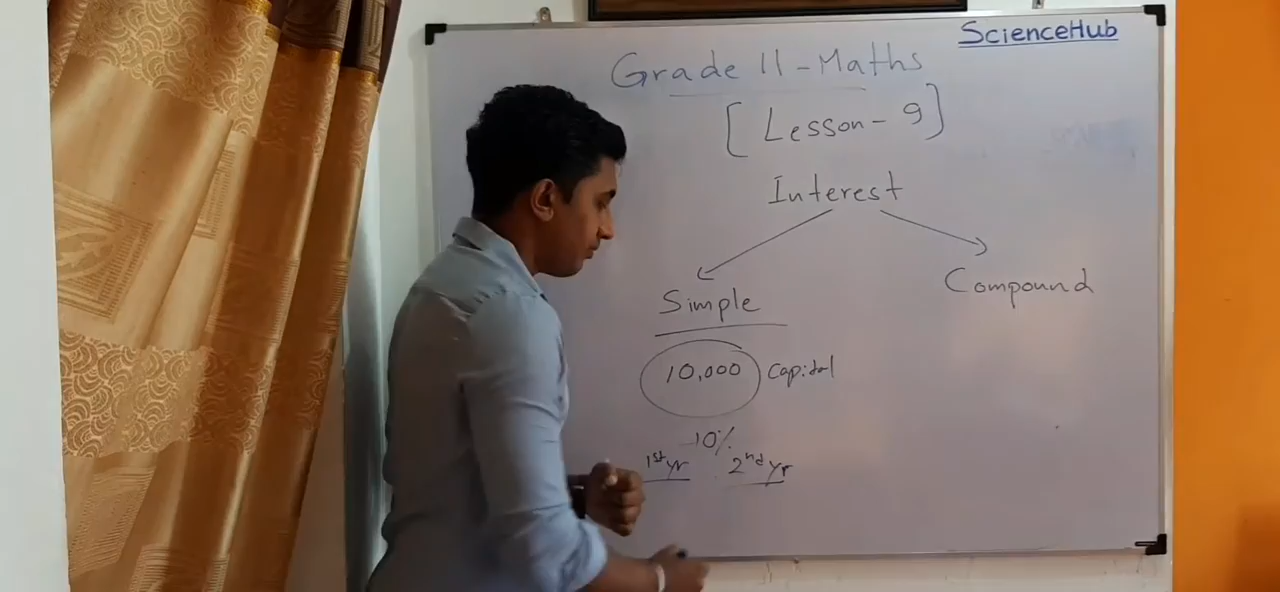 ScienceHub
Grade 11 - Maths
[Lesson - 9]
Interest
Simple
Compound
10,000 Capital
10%
1st yr 2nd yr